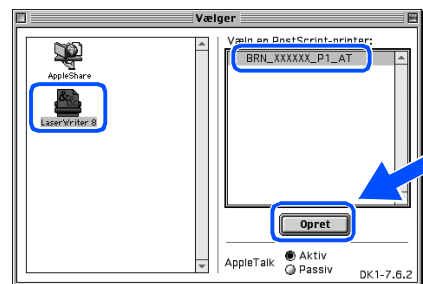 Vælger
AppleShare
LaserWriter 8
Vælg en PostScript-printer:
BRN_XXXXXX_P1_AT
Opret
AppleTalk
Aktiv
Passiv
DK1-7.6.2